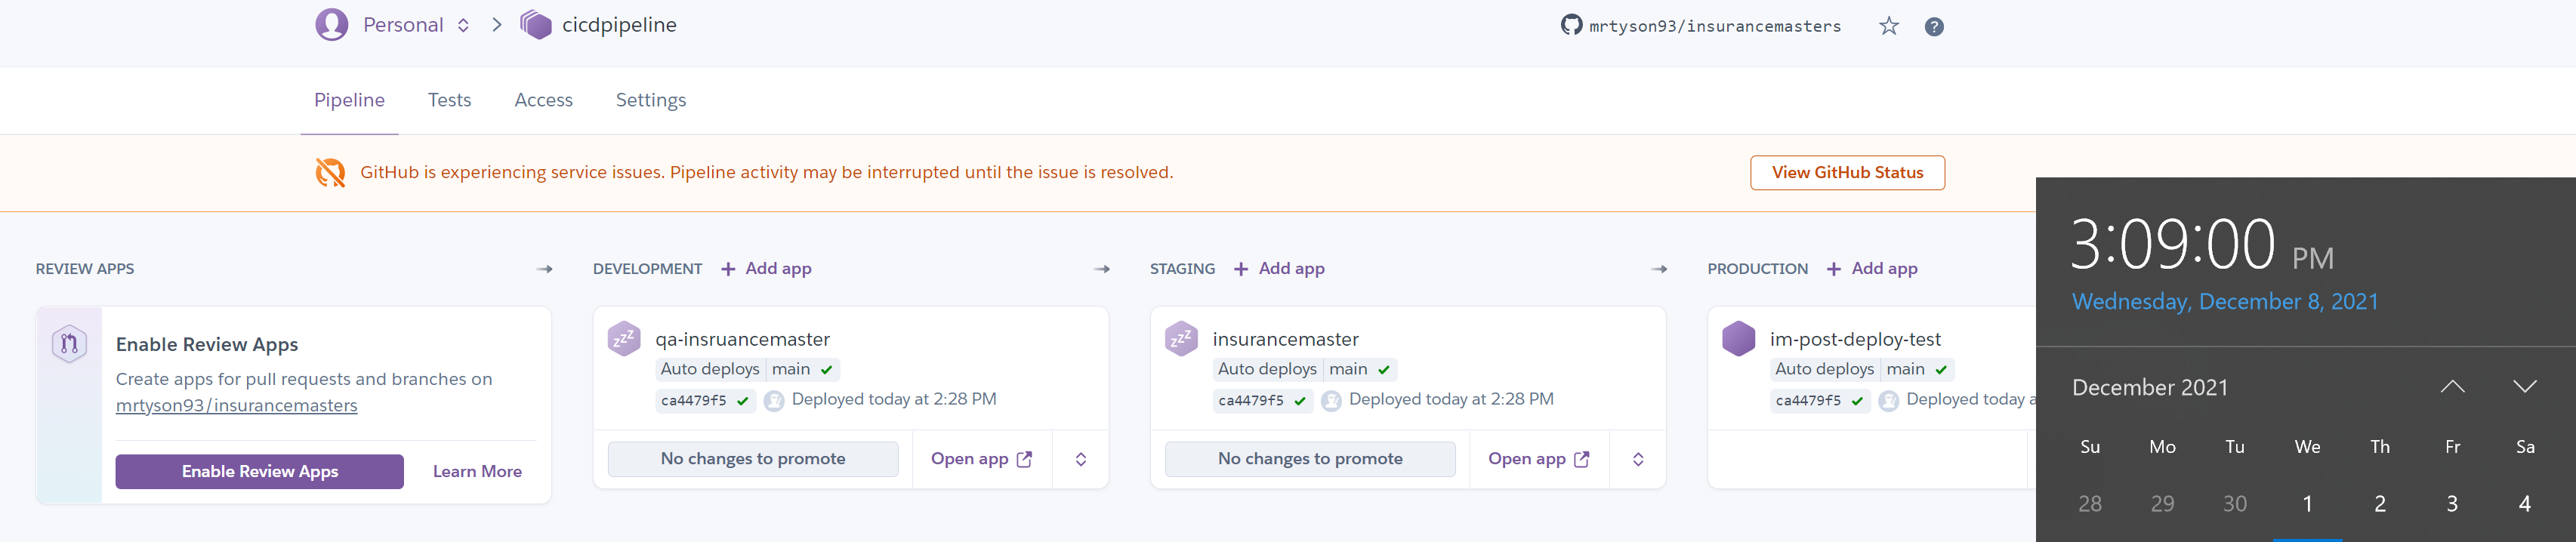 Personal cicdpipeline mrtyson93/insurancemasters ?
Pipeline Tests Access Settings
GitHub is experiencing service issues. Pipeline activity may be interrupted until the issue is resolved. View GitHub Status
REVIEW APPS
Enable Review Apps
Create apps for pull requests and branches on
mrtyson93/insurancemasters
Enable Review Apps Learn More
DEVELOPMENT + Add app
zzZ qa-insruancemaster
Auto deploys main
ca4479f5 Deployed today at 2:28 PM
No changes to promote Open app
STAGING + Add app
zzZ insurancemaster
Auto deploys main
ca4479f5 Deployed today at 2:28 PM
No changes to promote Open app
PRODUCTION + Add app
im-post-deploy-test
Auto deploys main
ca4479f5 Deployed today a
3:09:00 PM
Wednesday, December 8, 2021
December 2021
Su Mo Tu We Th Fr Sa
28 29 30 1 2 3 4